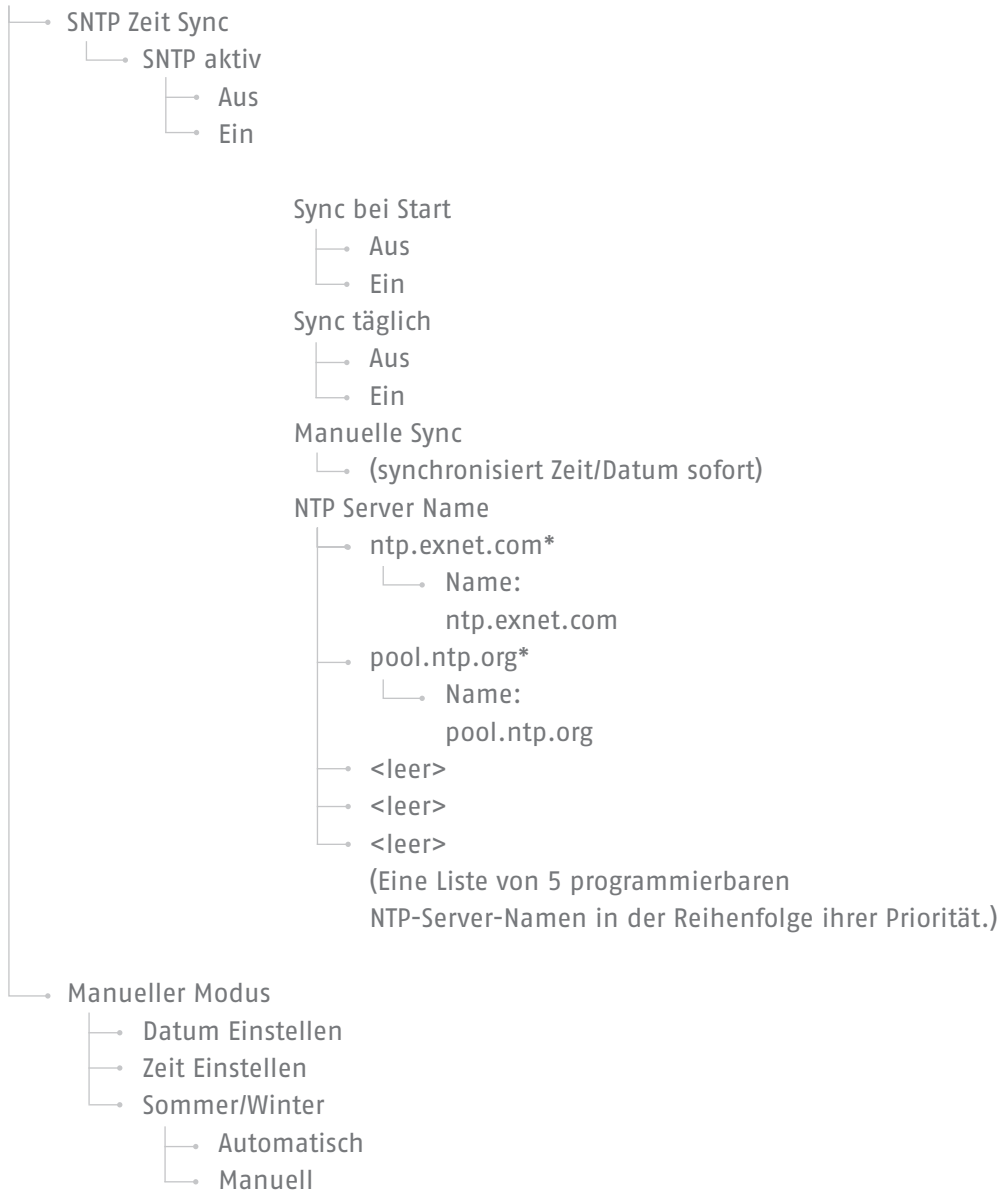 SNTP Zeit Sync
SNTP aktiv
Aus
Ein
Sync bei Start
Aus
Ein
Sync täglich
Aus
Ein
Manuelle Sync
(synchronisiert Zeit/Datum sofort)
NTP Server Name
ntp.exnet.com*
Name:
ntp.exnet.com
pool.ntp.org*
Name:
pool.ntp.org
<leer>
<leer>
<leer>
(Eine Liste von 5 programmierbaren
NTP-Server-Namen in der Reihenfolge ihrer Priorität.)
Manueller Modus
Datum Einstellen
Zeit Einstellen
Sommer/Winter
Automatisch
Manuell